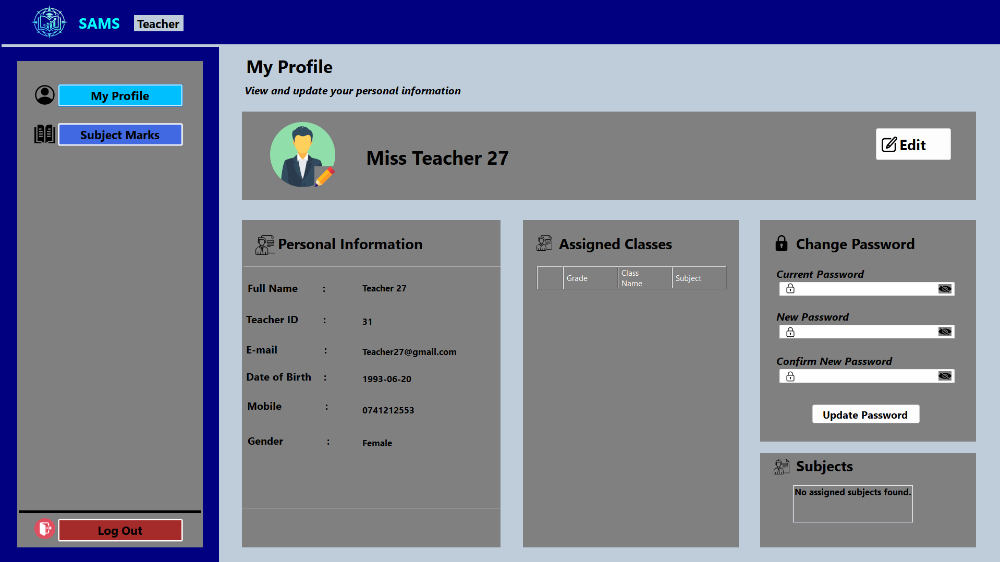 SAMS
Teacher
My Profile
Subject Marks
Log Out
My Profile
View and update your personal information
Miss Teacher 27
Edit
Personal Information
Full Name : Teacher 27
Teacher ID : 31
E-mail : Teacher27@gmail.com
Date of Birth : 1993-06-20
Mobile : 0741212553
Gender : Female
Assigned Classes
Grade
Class
Name
Subject
Change Password
Current Password
New Password
Confirm New Password
Update Password
Subjects
No assigned subjects found.